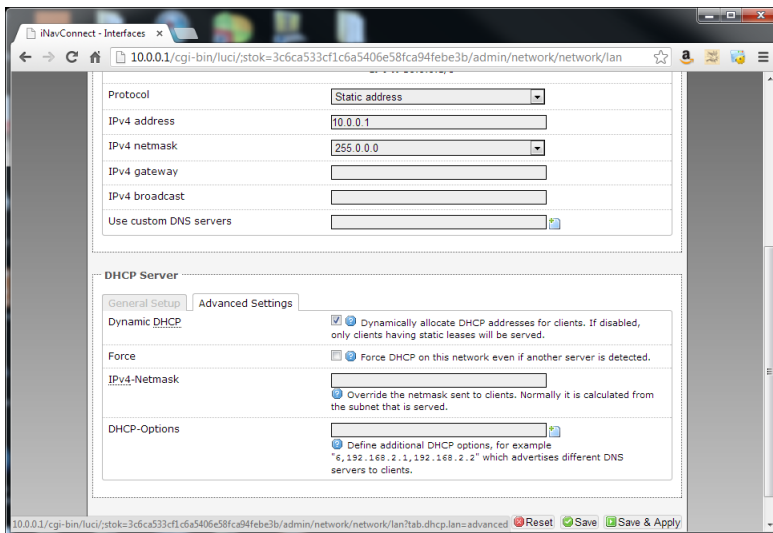 iNavConnect - Interfaces
10.0.0.1/cgi-bin/luci/;stok=3c6ca533cf1c6a5406e58fca94febe3b/admin/network/network/lan
Protocol
Static address
IPv4 address
10.0.0.1
IPv4 netmask
255.0.0.0
IPv4 gateway
IPv4 broadcast
Use custom DNS servers
DHCP Server
General Setup
Advanced Settings
Dynamic DHCP
Dynamically allocate DHCP addresses for clients. If disabled,
only clients having static leases will be served.
Force
Force DHCP on this network even if another server is detected.
IPv4-Netmask
Override the netmask sent to clients. Normally it is calculated from
the subnet that is served.
DHCP-Options
Define additional DHCP options, for example
"6,192.168.2.1,192.168.2.2" which advertises different DNS
servers to clients.
10.0.0.1/cgi-bin/luci/;stok=3c6ca533cf1c6a5406e58fca94febe3b/admin/network/network/lan?tab.dhcp.lan=advanced
Reset
Save
Save & Apply